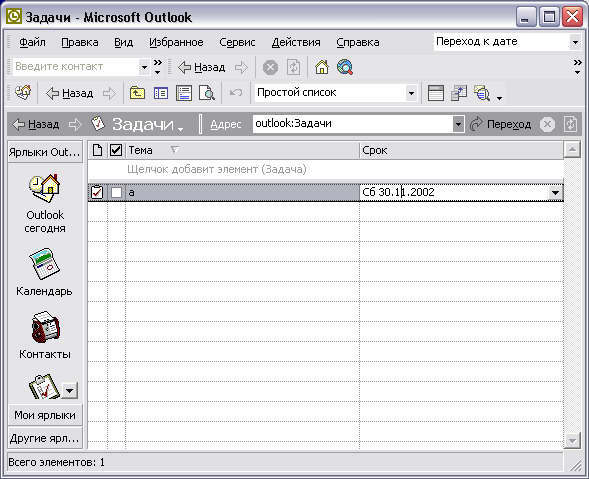 Задачи - Microsoft Outlook
Файл Правка Вид Избранное Сервис Действия Справка Переход к дате
Введите контакт Назад
Назад Простой список
Назад Задачи Адрес outlook:Задачи Переход
Ярлыки Out... Тема Срок
Щелчок добавит элемент (Задача)
а Сб 30.11.2002
Outlook
сегодня
Календарь
Контакты
Мои ярлыки
Другие ярл...
Всего элементов: 1